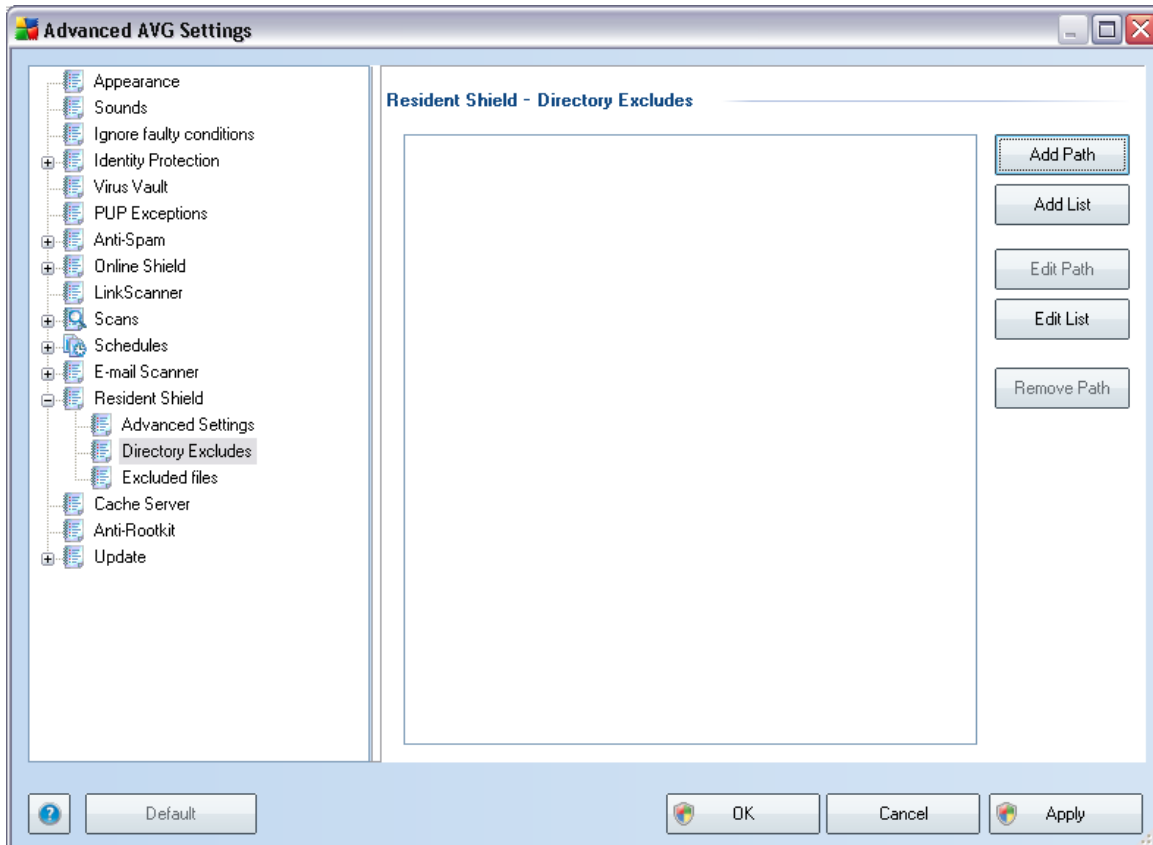 Advanced AVG Settings
Appearance
Sounds
Ignore faulty conditions
Identity Protection
Virus Vault
PUP Exceptions
Anti-Spam
Online Shield
LinkScanner
Scans
Schedules
E-mail Scanner
Resident Shield
Advanced Settings
Directory Excludes
Excluded files
Cache Server
Anti-Rootkit
Update
Resident Shield - Directory Excludes
Add Path
Add List
Edit Path
Edit List
Remove Path
?
Default
OK
Cancel
Apply